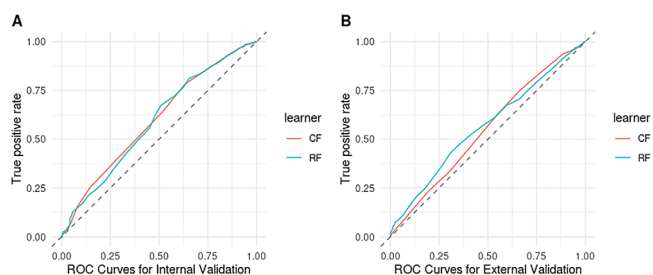 A
1.00
0.75
0.50
0.25
0.00
True positive rate
0.00 0.25 0.50 0.75 1.00
ROC Curves for Internal Validation
learner
CF
RF
B
1.00
0.75
0.50
0.25
0.00
True positive rate
0.00 0.25 0.50 0.75 1.00
ROC Curves for External Validation
learner
CF
RF